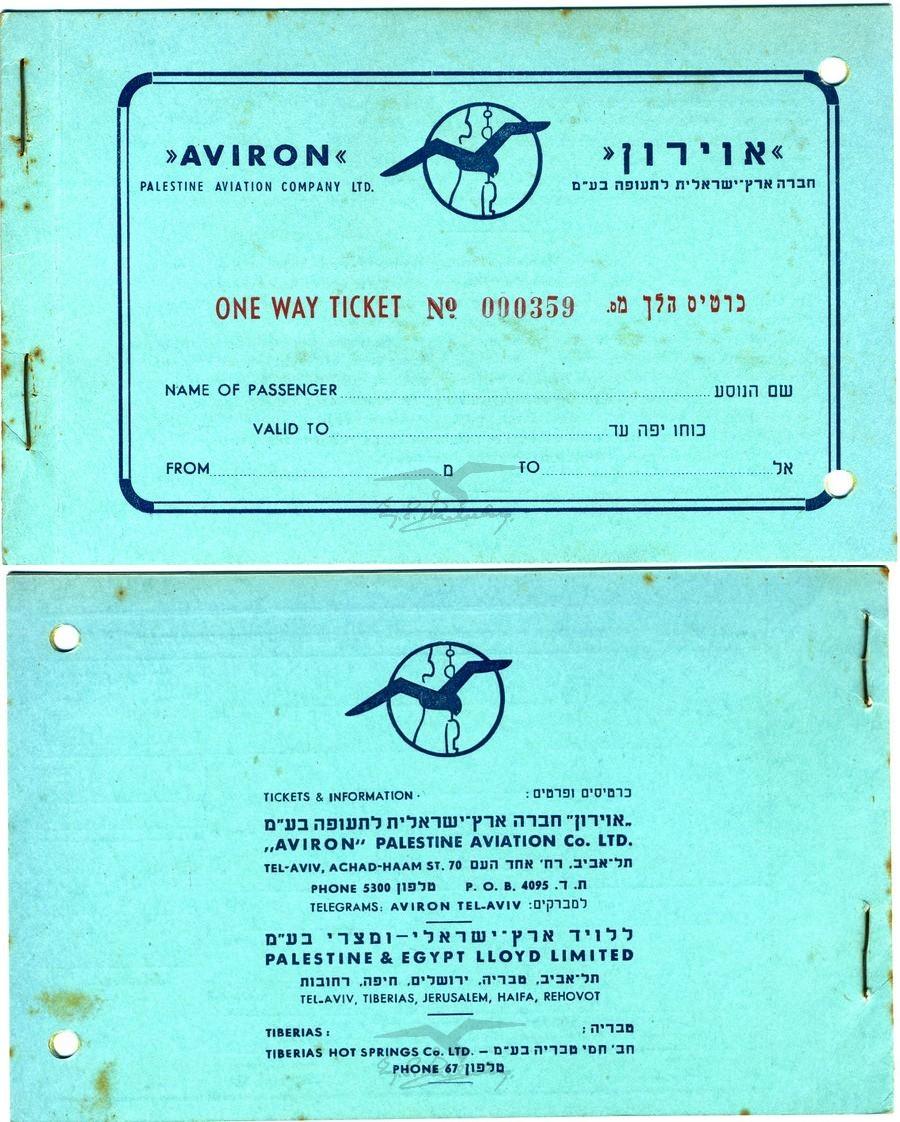 »AVIRON« »אוירון«
PALESTINE AVIATION COMPANY LTD. חברה ארץ־ישראלית לתעופה בע״מ
ONE WAY TICKET Nº 000359 כרטיס הלך מס.
NAME OF PASSENGER שם הנוסע
VALID TO כוחו יפה עד
FROM מ TO אל
TICKETS & INFORMATION · כרטיסים ופרטים:
„אוירון״ חברה ארץ־ישראלית לתעופה בע״מ
„AVIRON“ PALESTINE AVIATION Co. LTD.
TEL-AVIV, ACHAD-HAAM ST. 70 תל־אביב, רח׳ אחד העם
PHONE 5300 טלפון P. O. B. 4095 ת. ד.
TELEGRAMS: AVIRON TEL-AVIV למברקים:
ללויד ארץ־ישראלי־ומצרי בע״מ
PALESTINE & EGYPT LLOYD LIMITED
תל־אביב, טבריה, ירושלים, חיפה, רחובות
TEL-AVIV, TIBERIAS, JERUSALEM, HAIFA, REHOVOT
TIBERIAS: טבריה:
TIBERIAS HOT SPRINGS Co. LTD. — חב׳ חמי טבריה בע״מ
PHONE 67 טלפון